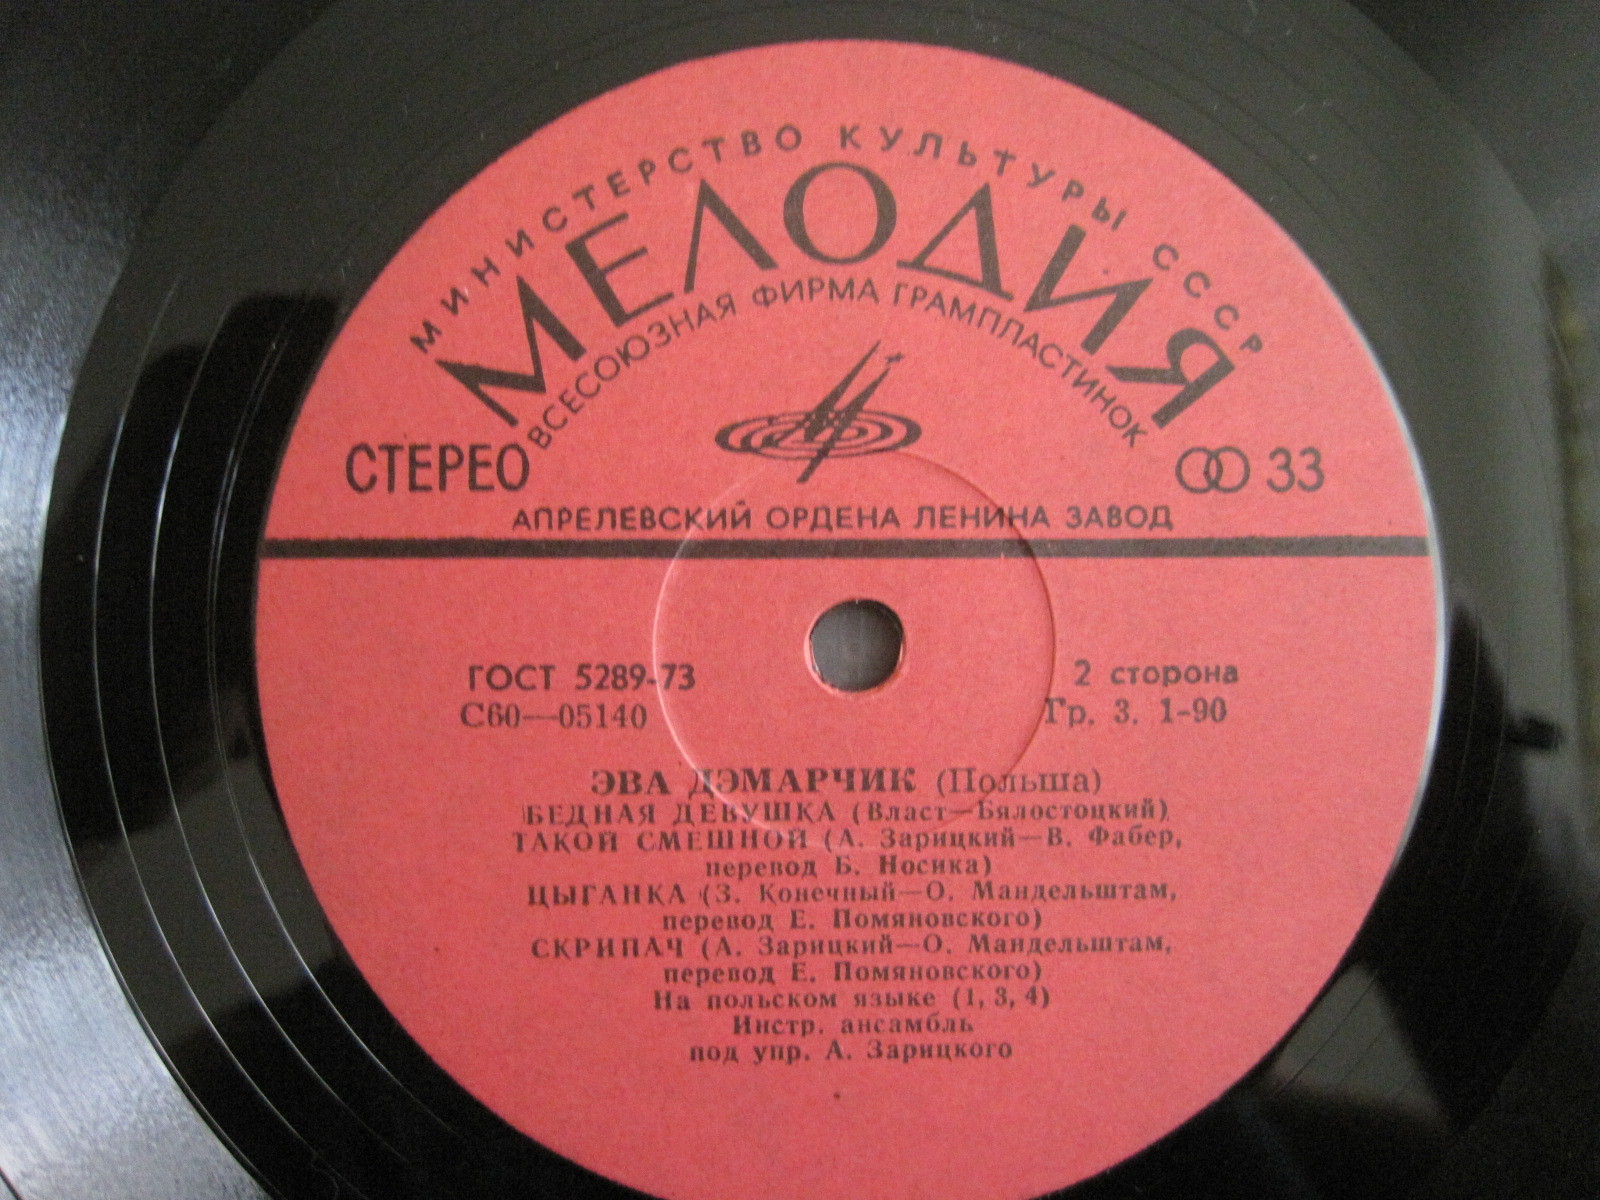 МИНИСТЕРСТВО КУЛЬТУРЫ СССР
МЕЛОДИЯ
ВСЕСОЮЗНАЯ ФИРМА ГРАМПЛАСТИНОК
СТЕРЕО
33
АПРЕЛЕВСКИЙ ОРДЕНА ЛЕНИНА ЗАВОД
ГОСТ 5289-73
2 сторона
С60—05140
Гр. 3. 1-90
ЭВА ДЭМАРЧИК (Польша)
БЕДНАЯ ДЕВУШКА (Власт—Бялостоцкий)
ТАКОЙ СМЕШНОЙ (А. Зарицкий—В. Фабер,
перевод Б. Носика)
ЦЫГАНКА (З. Конечный—О. Мандельштам,
перевод Е. Помяновского)
СКРИПАЧ (А. Зарицкий—О. Мандельштам,
перевод Е. Помяновского)
На польском языке (1, 3, 4)
Инстр. ансамбль
под упр. А. Зарицкого